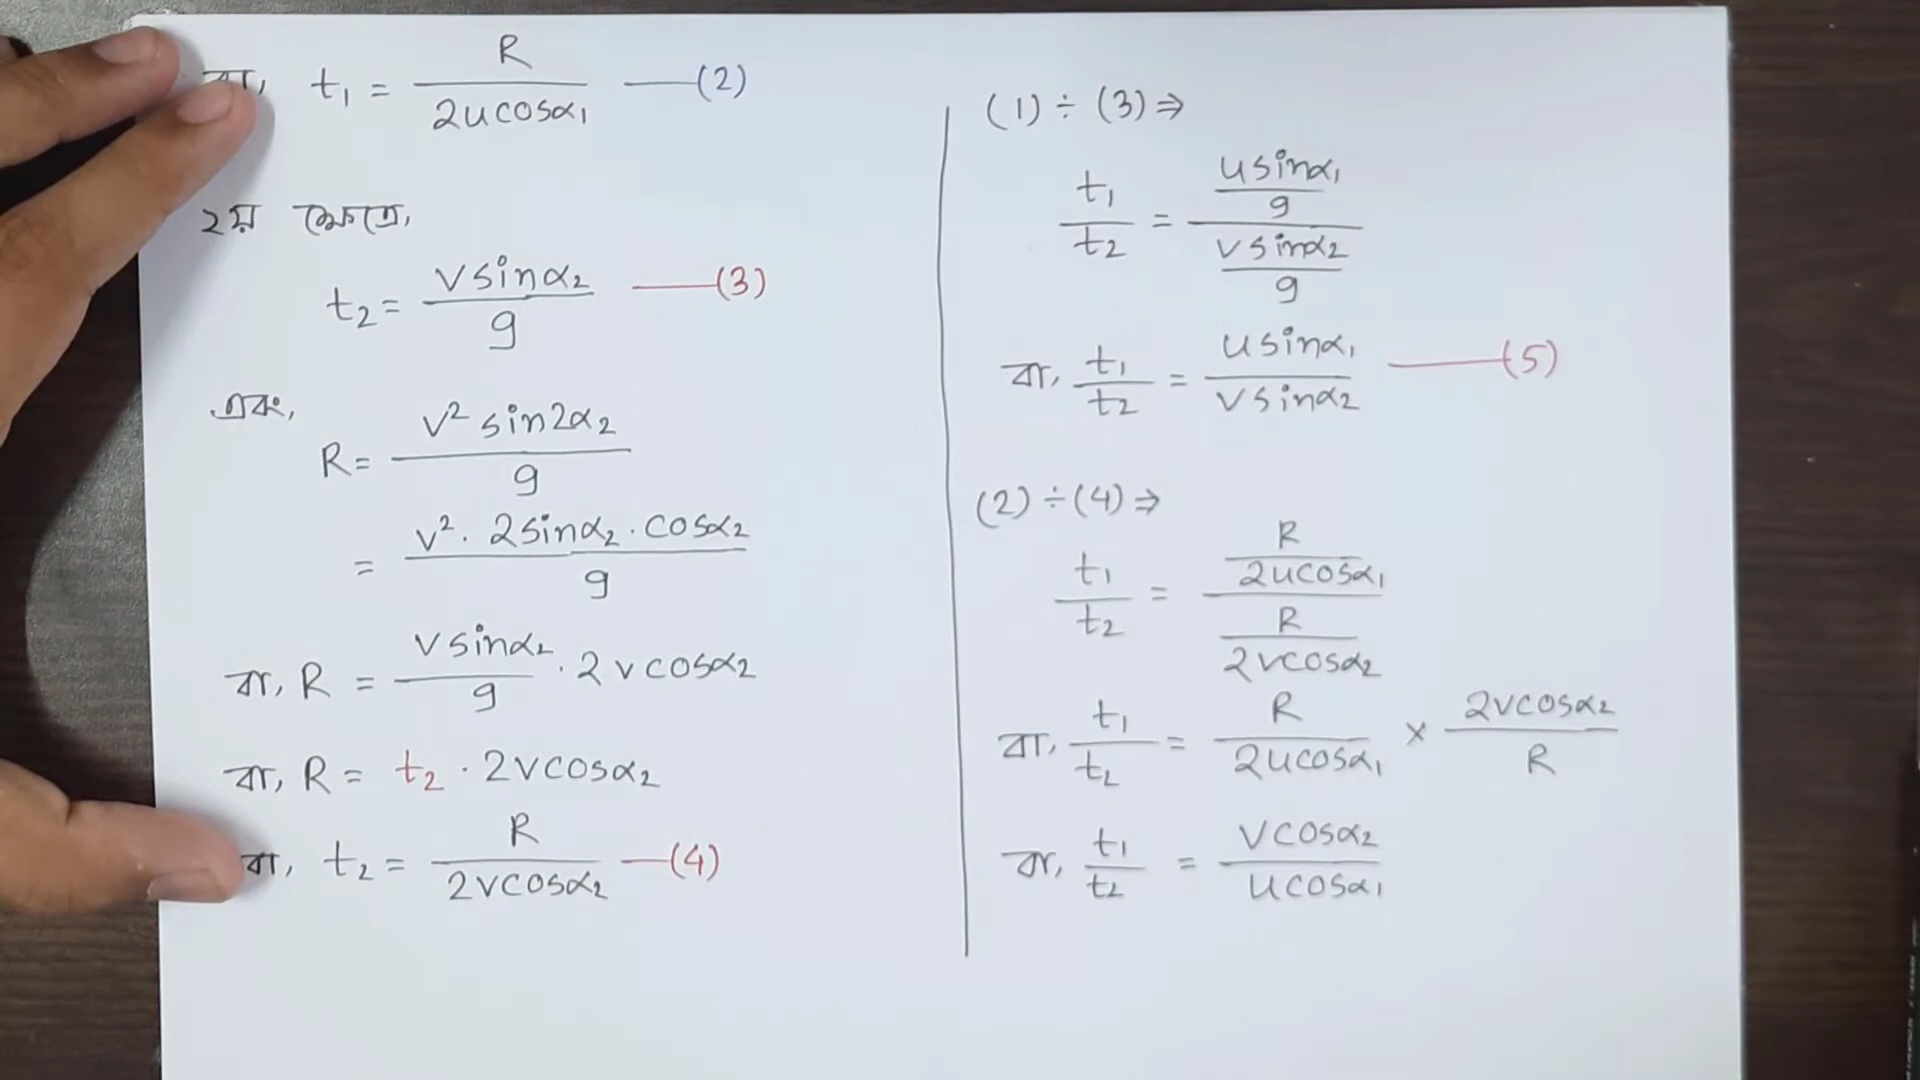 বা, t₁ = R / 2ucosα₁ —(2)
২য় ক্ষেত্রে,
t₂ = vsinα₂ / g —(3)
এবং,
R = v² sin2α₂ / g
= v² · 2sinα₂ · cosα₂ / g
বা, R = vsinα₂ / g · 2vcosα₂
বা, R = t₂ · 2vcosα₂
বা, t₂ = R / 2vcosα₂ —(4)
(1) ÷ (3) ⇒
t₁ / t₂ = (usinα₁ / g) / (vsinα₂ / g)
বা, t₁ / t₂ = usinα₁ / vsinα₂ —(5)
(2) ÷ (4) ⇒
t₁ / t₂ = (R / 2ucosα₁) / (R / 2vcosα₂)
বা, t₁ / t₂ = R / 2ucosα₁ × 2vcosα₂ / R
বা, t₁ / t₂ = vcosα₂ / ucosα₁